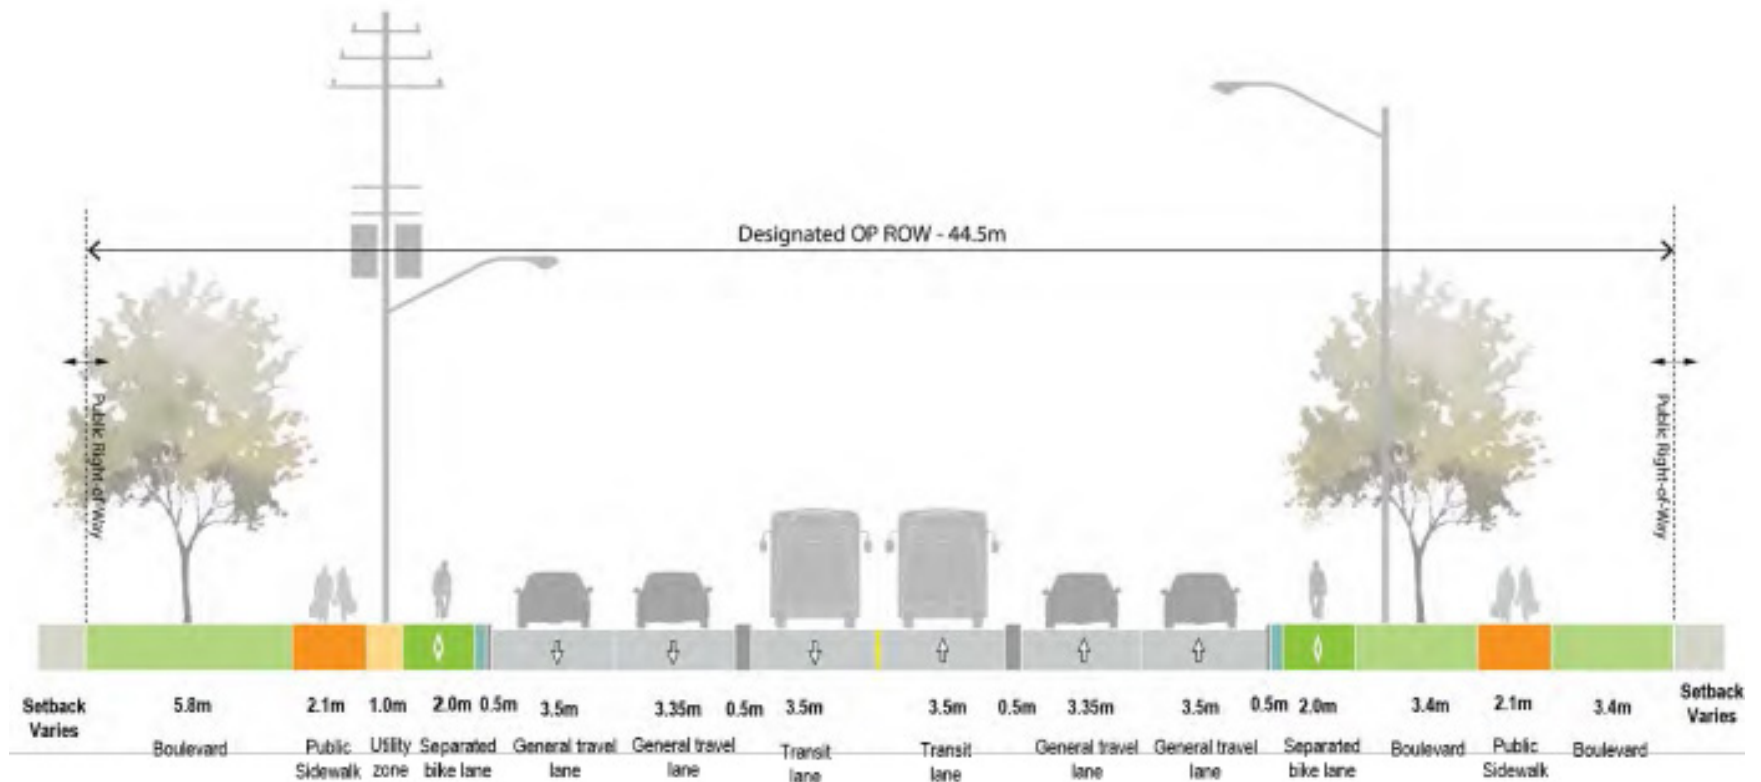 Designated OP ROW - 44.5m
Public Right-of-Way
Public Right-of-Way
Setback Varies
5.8m
2.1m
1.0m
2.0m
0.5m
3.5m
3.35m
0.5m
3.5m
3.5m
0.5m
3.35m
3.5m
0.5m
2.0m
3.4m
2.1m
3.4m
Setback Varies
Boulevard
Public Sidewalk
Utility zone
Separated bike lane
General travel lane
General travel lane
Transit lane
Transit lane
General travel lane
General travel lane
Separated bike lane
Boulevard
Public Sidewalk
Boulevard